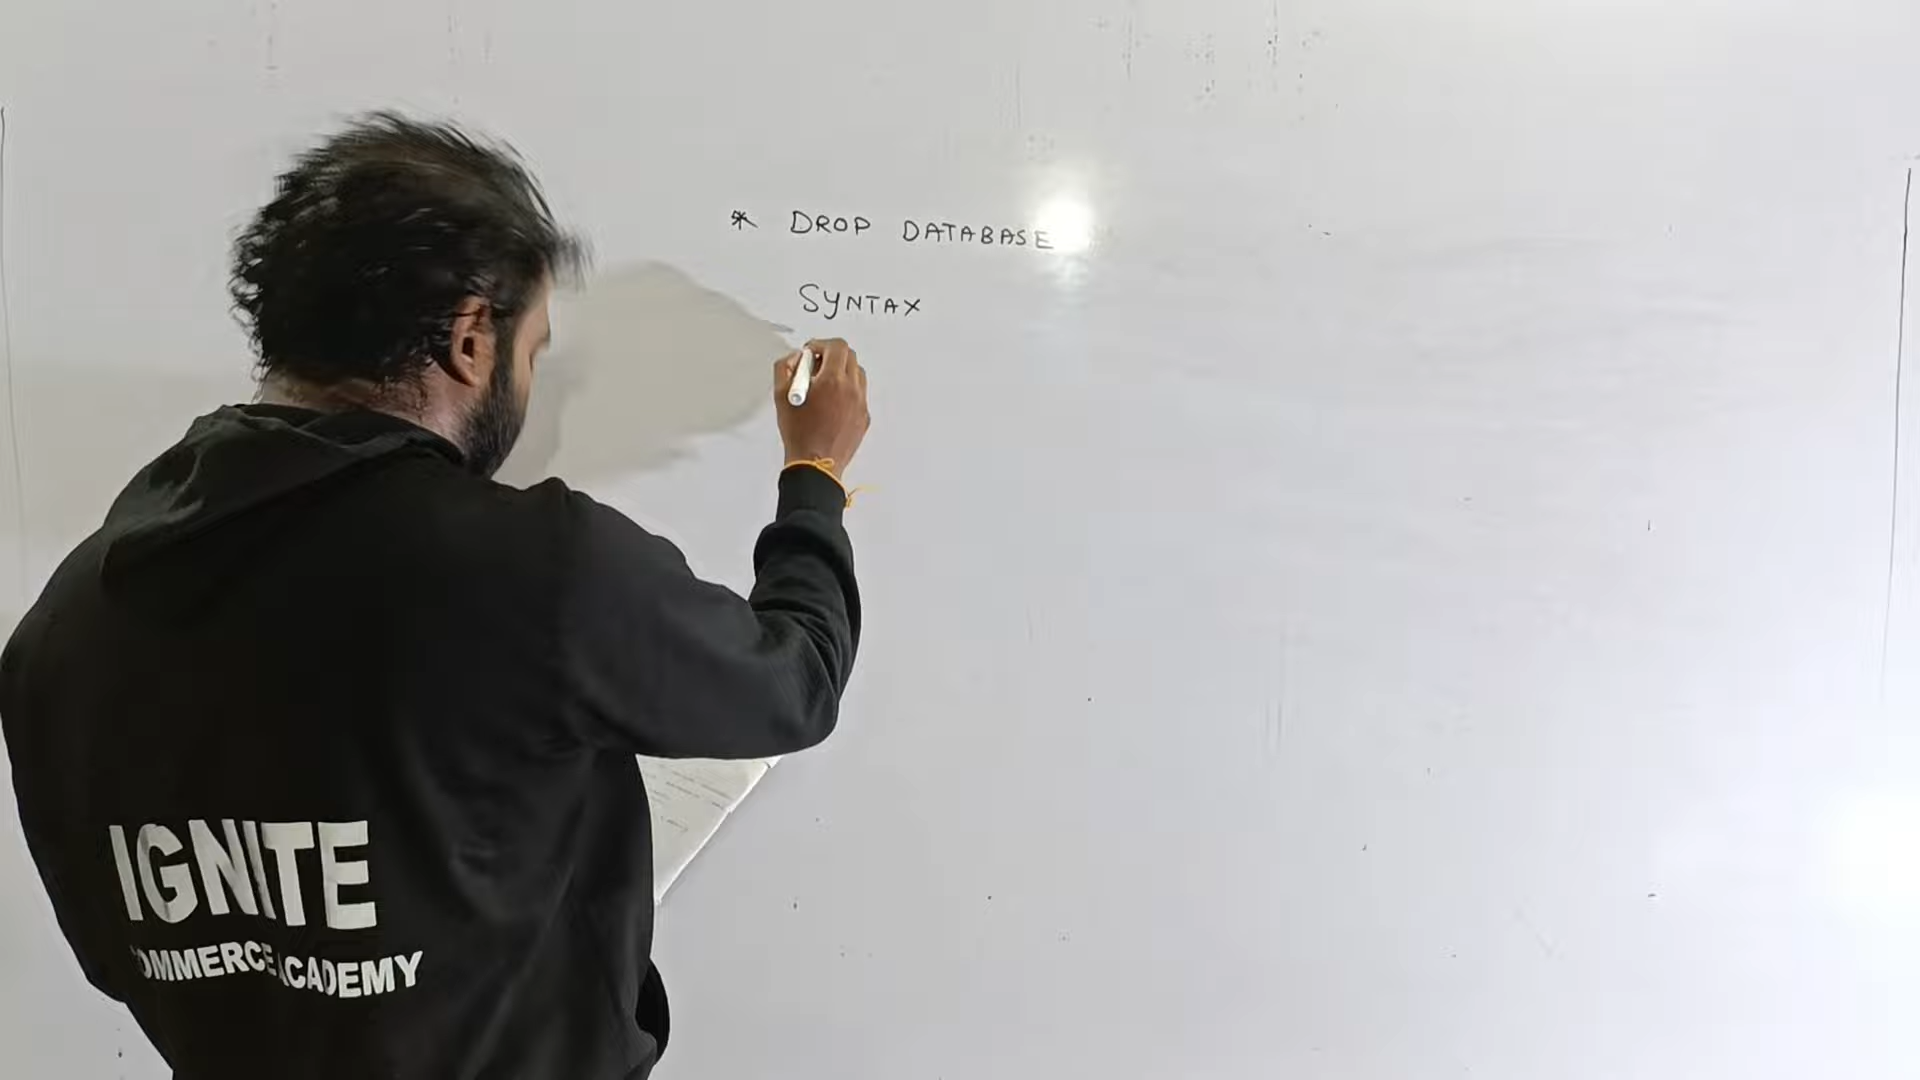 * DROP DATABASE
SYNTAX
IGNITE
COMMERCE ACADEMY